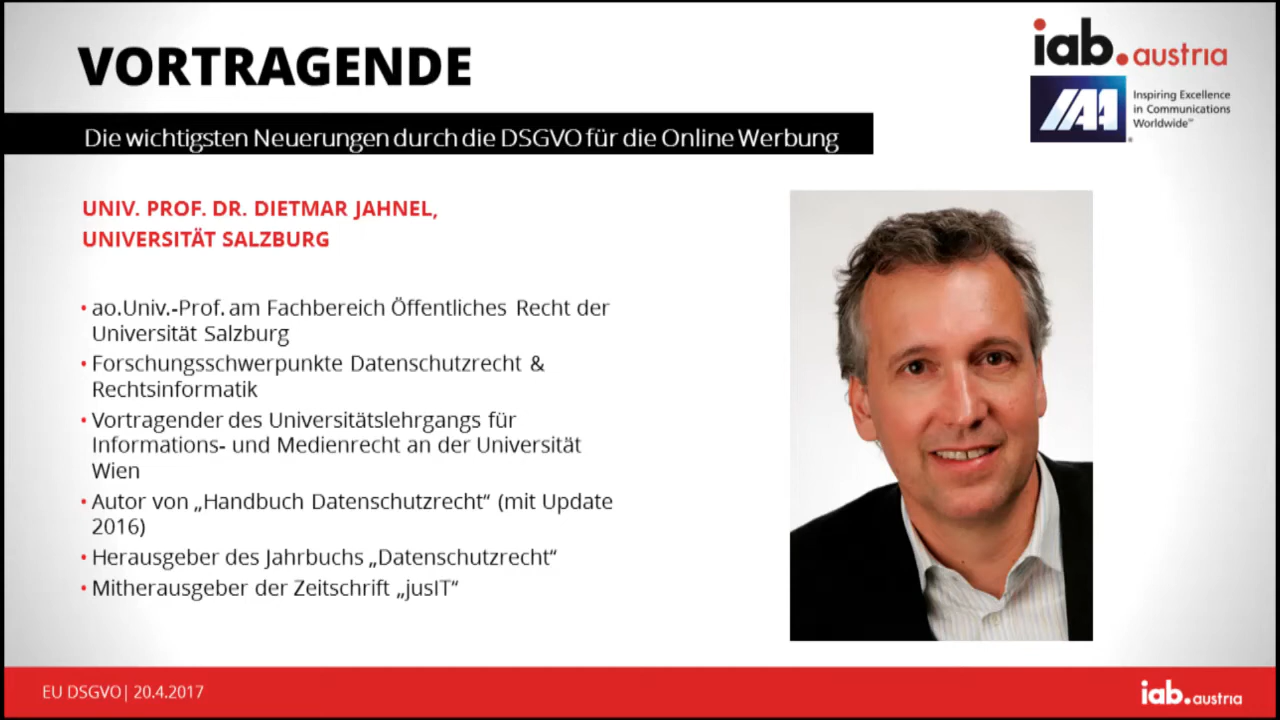 VORTRAGENDE
iab.austria
Die wichtigsten Neuerungen durch die DSGVO für die Online Werbung
IAA
Inspiring Excellence
in Communications
Worldwide™
UNIV. PROF. DR. DIETMAR JAHNEL,
UNIVERSITÄT SALZBURG
• ao.Univ.-Prof. am Fachbereich Öffentliches Recht der
Universität Salzburg
• Forschungsschwerpunkte Datenschutzrecht &
Rechtsinformatik
• Vortragender des Universitätslehrgangs für
Informations- und Medienrecht an der Universität
Wien
• Autor von „Handbuch Datenschutzrecht“ (mit Update
2016)
• Herausgeber des Jahrbuchs „Datenschutzrecht“
• Mitherausgeber der Zeitschrift „jusIT“
EU DSGVO| 20.4.2017
iab.austria